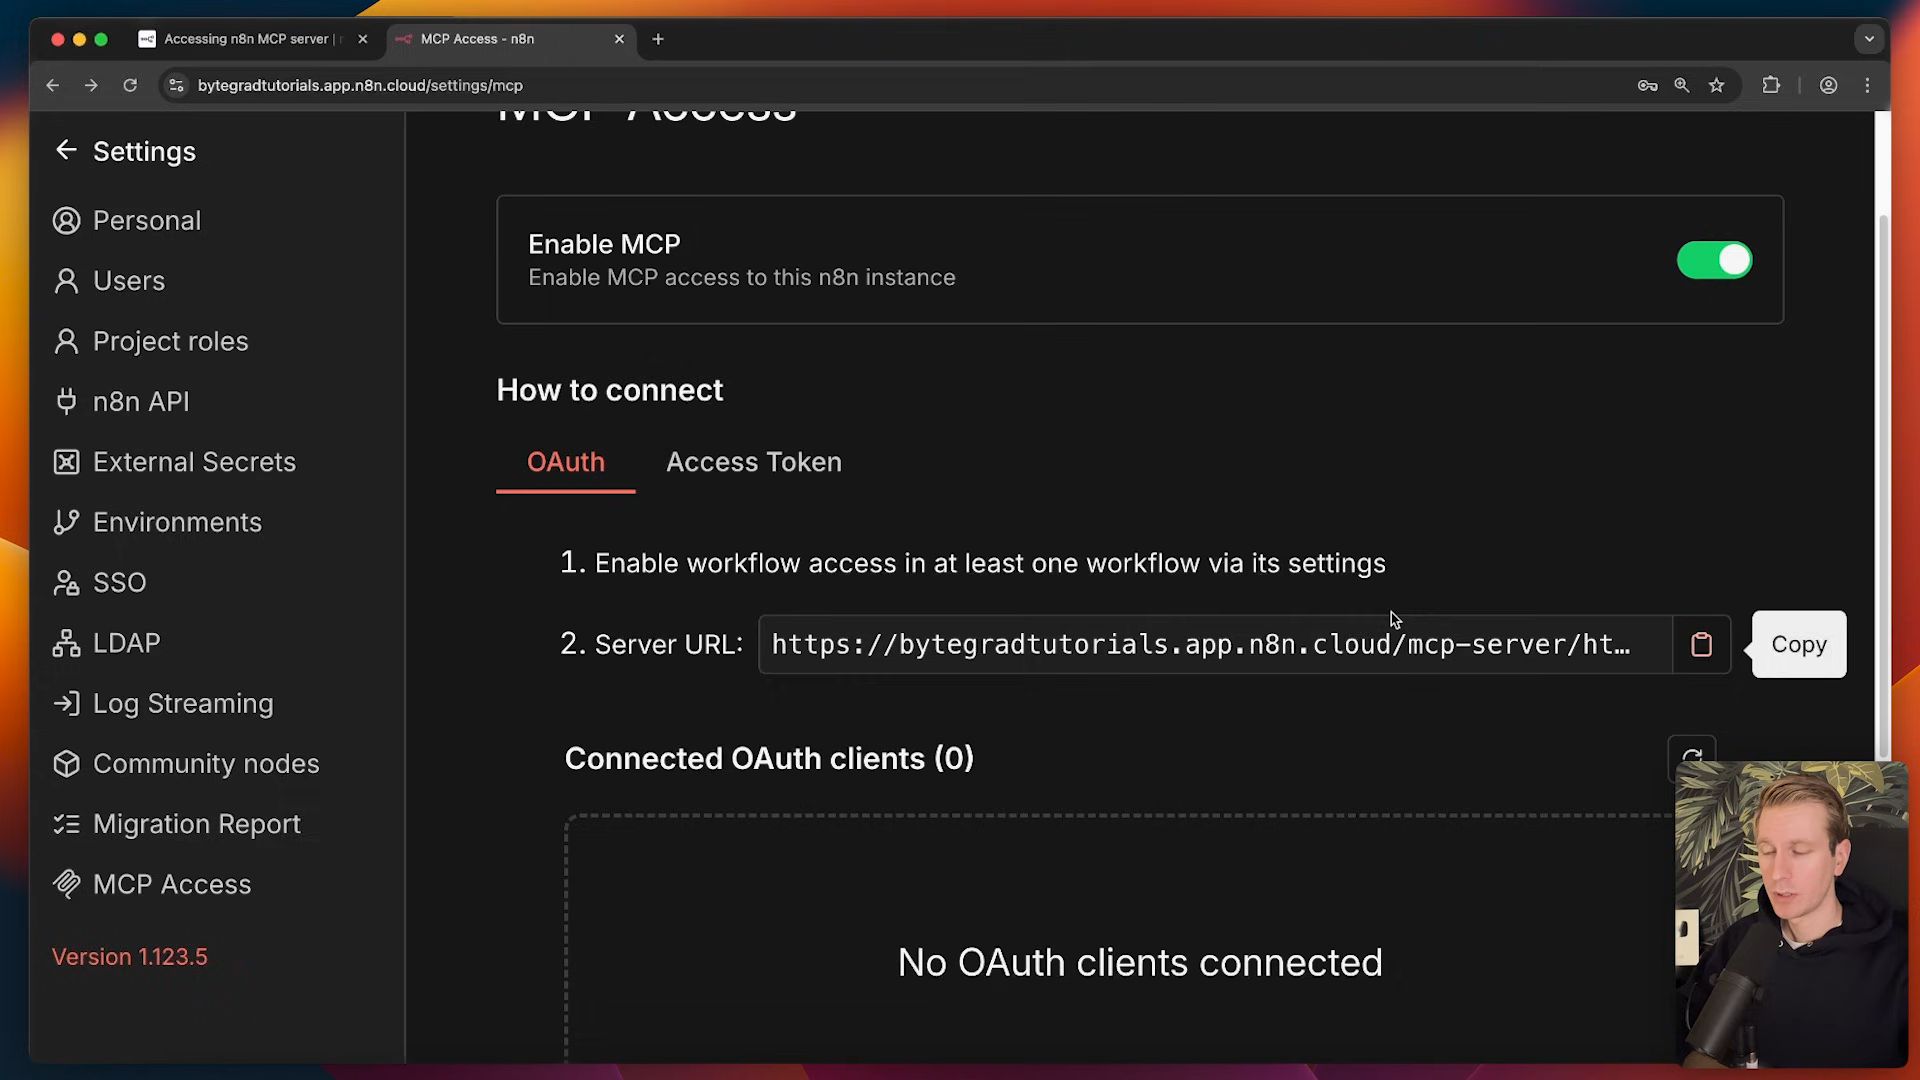 Accessing n8n MCP server |
MCP Access - n8n
bytegradtutorials.app.n8n.cloud/settings/mcp
MCP Access
Settings
Personal
Users
Project roles
n8n API
External Secrets
Environments
SSO
LDAP
Log Streaming
Community nodes
Migration Report
MCP Access
Version 1.123.5
Enable MCP
Enable MCP access to this n8n instance
How to connect
OAuth
Access Token
1. Enable workflow access in at least one workflow via its settings
2. Server URL: https://bytegradtutorials.app.n8n.cloud/mcp-server/ht...
Copy
Connected OAuth clients (0)
No OAuth clients connected